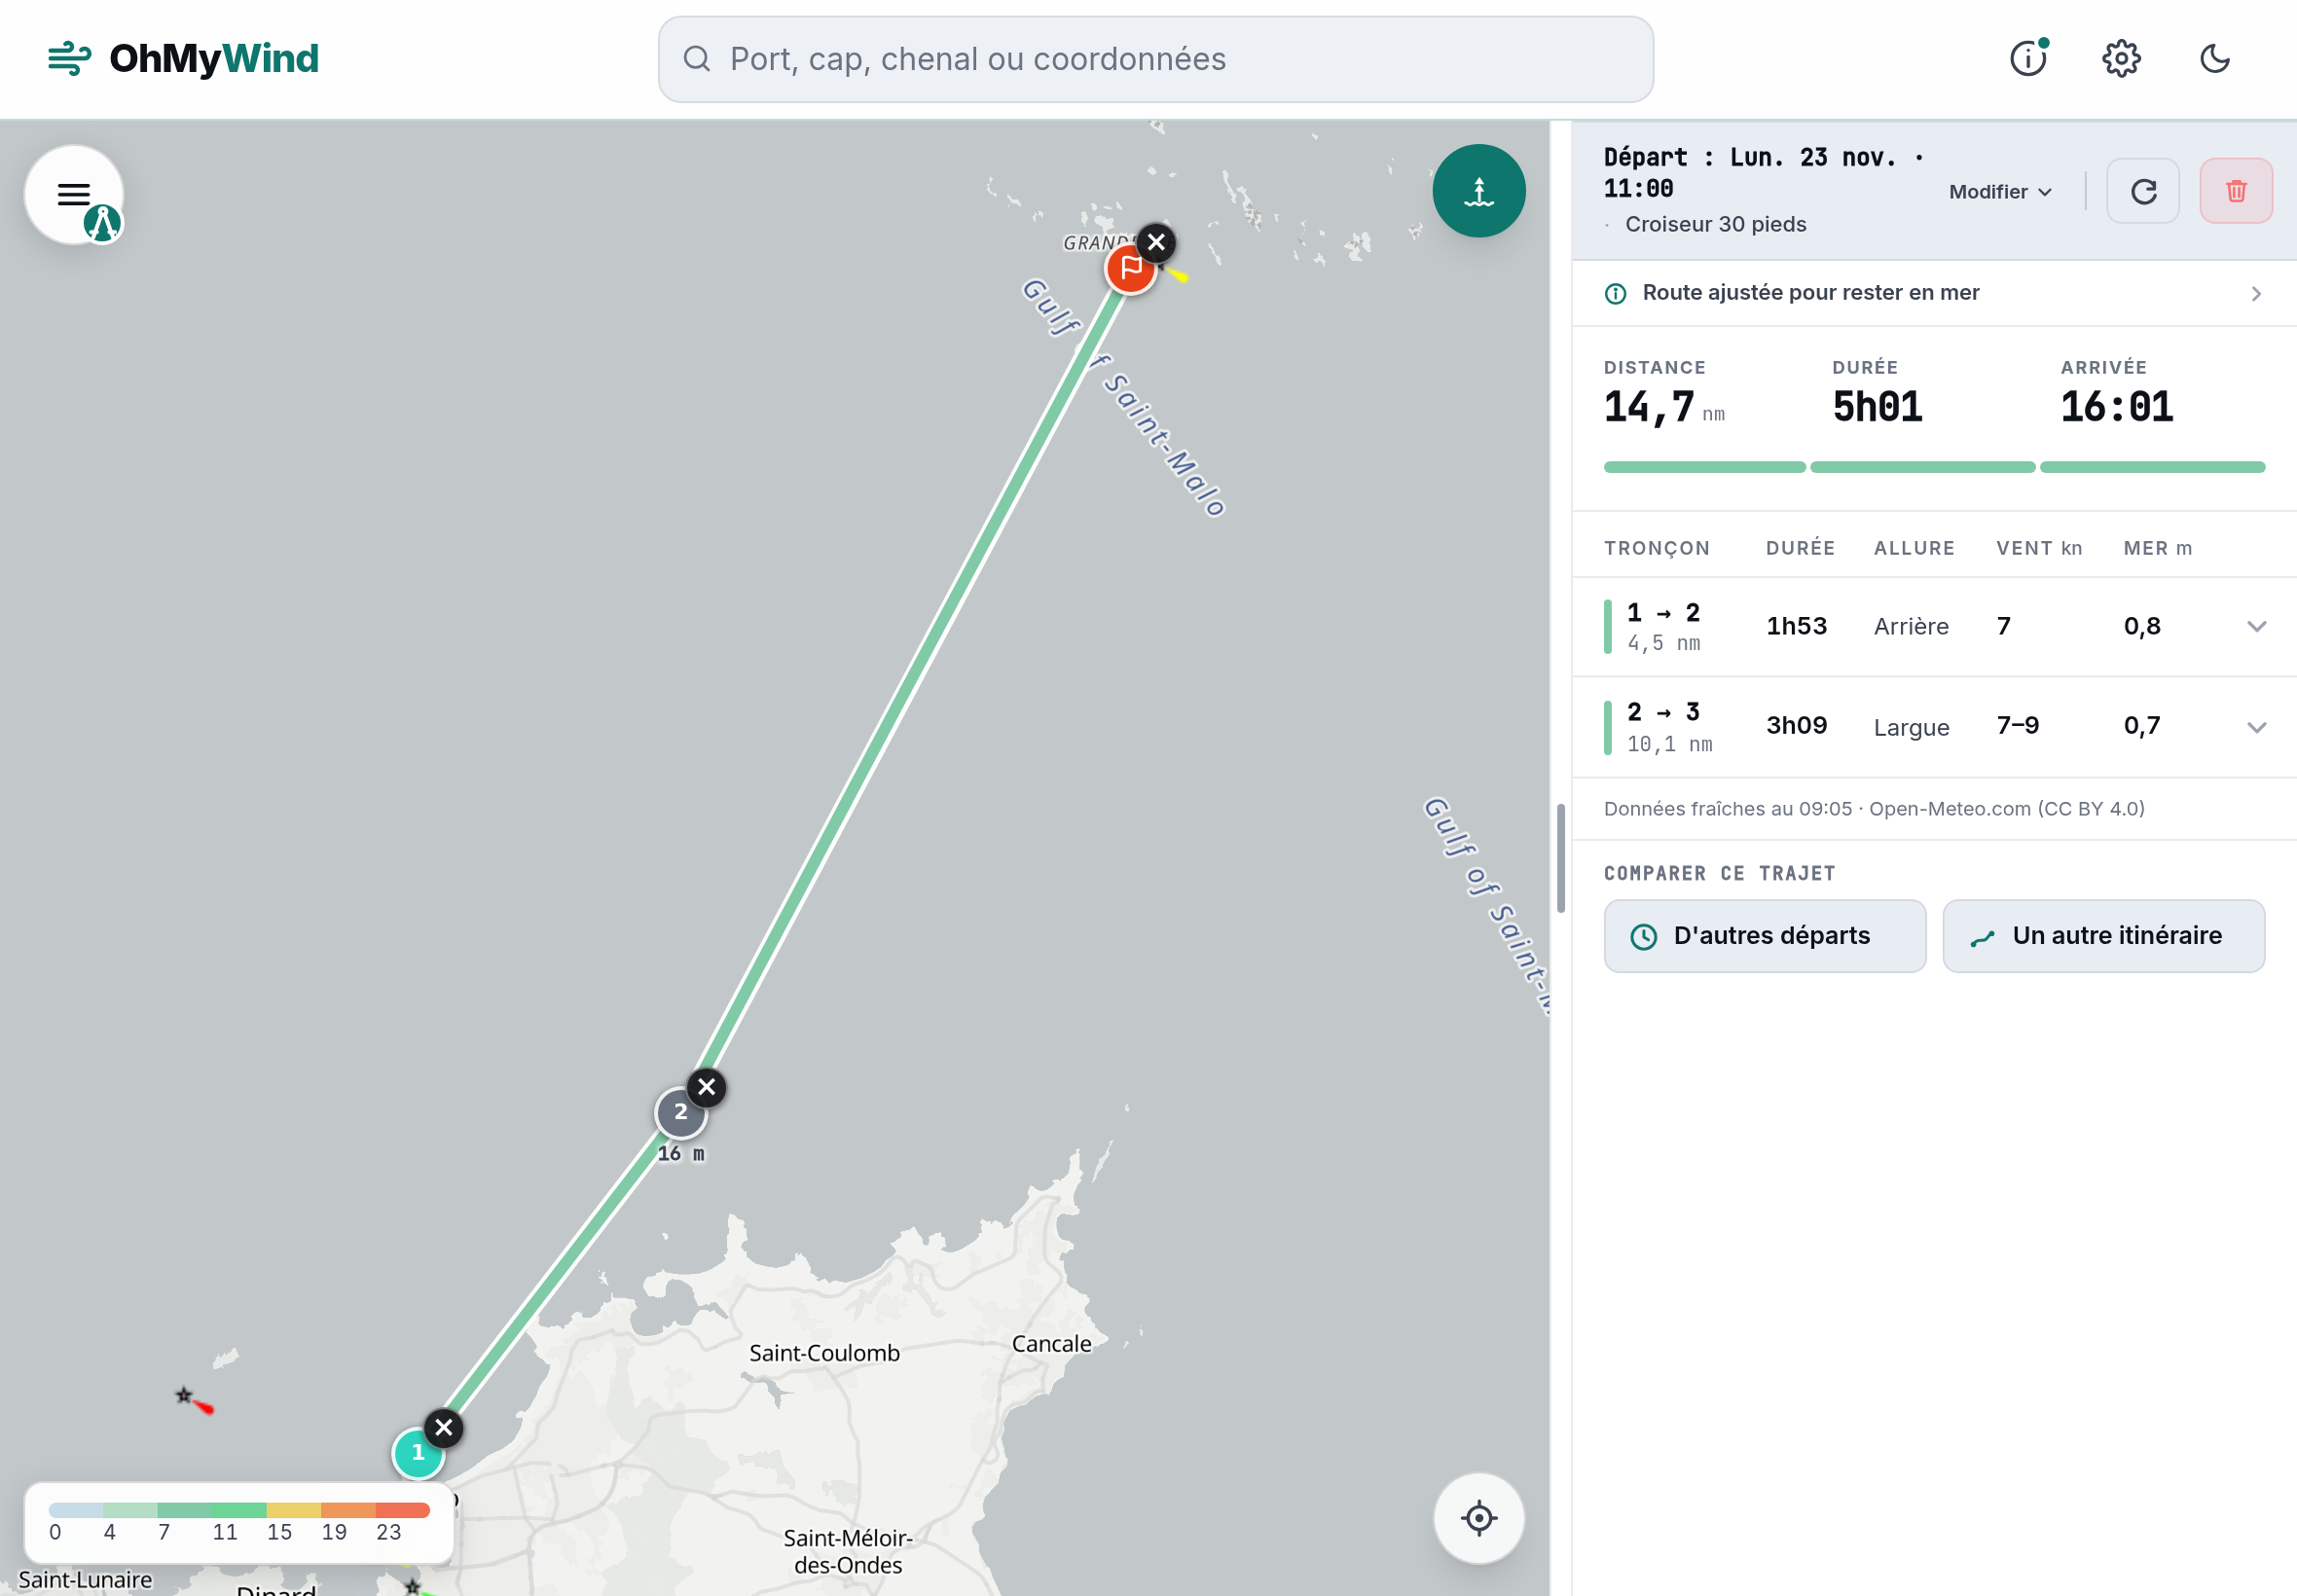 OhMyWind
Port, cap, chenal ou coordonnées
Départ : Lun. 23 nov. ·
11:00
· Croiseur 30 pieds
Modifier
Route ajustée pour rester en mer
DISTANCE
14,7 nm
DURÉE
5h01
ARRIVÉE
16:01
TRONÇON DURÉE ALLURE VENT kn MER m
1 → 2
4,5 nm
1h53 Arrière 7 0,8
2 → 3
10,1 nm
3h09 Largue 7–9 0,7
Données fraîches au 09:05 · Open-Meteo.com (CC BY 4.0)
COMPARER CE TRAJET
D'autres départs
Un autre itinéraire
Gulf of Saint-Malo
Gulf of Saint-M
2
16 m
Saint-Coulomb
Cancale
1
0 4 7 11 15 19 23
Saint-Méloir-
des-Ondes
Saint-Lunaire
Dinard